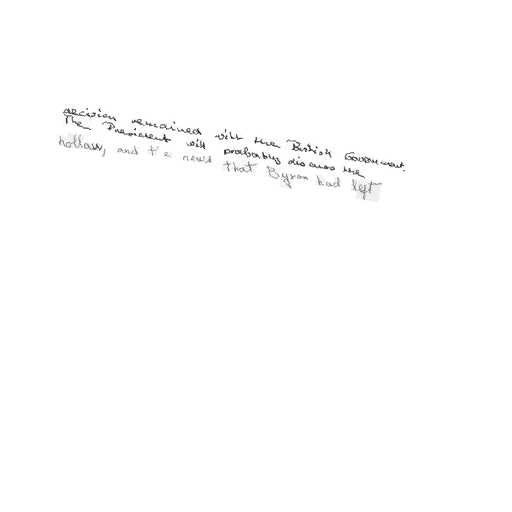 decision remained with the British Government.
The President will probably discuss the
hollow, and the news that Byron had left